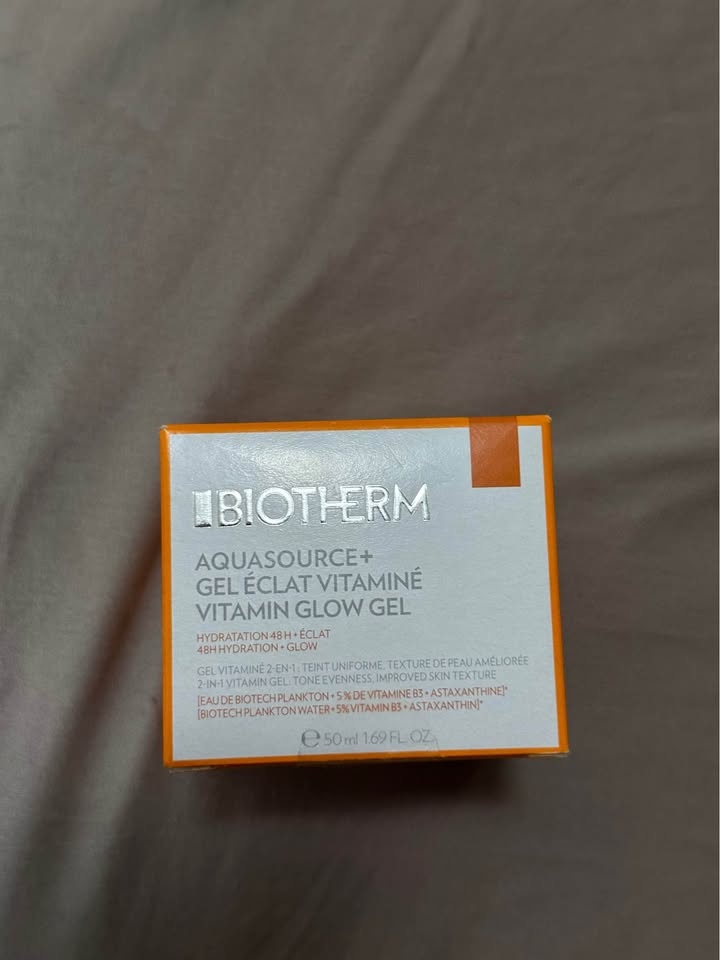 BIOTHERM
AQUASOURCE+
GEL ÉCLAT VITAMINÉ
VITAMIN GLOW GEL
HYDRATATION 48 H + ÉCLAT
48H HYDRATION + GLOW
GEL VITAMINÉ 2-EN-1 : TEINT UNIFORME, TEXTURE DE PEAU AMÉLIORÉE
2-IN-1 VITAMIN GEL: TONE EVENNESS, IMPROVED SKIN TEXTURE
[EAU DE BIOTECH PLANKTON + 5 % DE VITAMINE B3 + ASTAXANTHINE]*
[BIOTECH PLANKTON WATER + 5% VITAMIN B3 + ASTAXANTHIN]*
℮ 50 ml 1.69 FL. OZ.